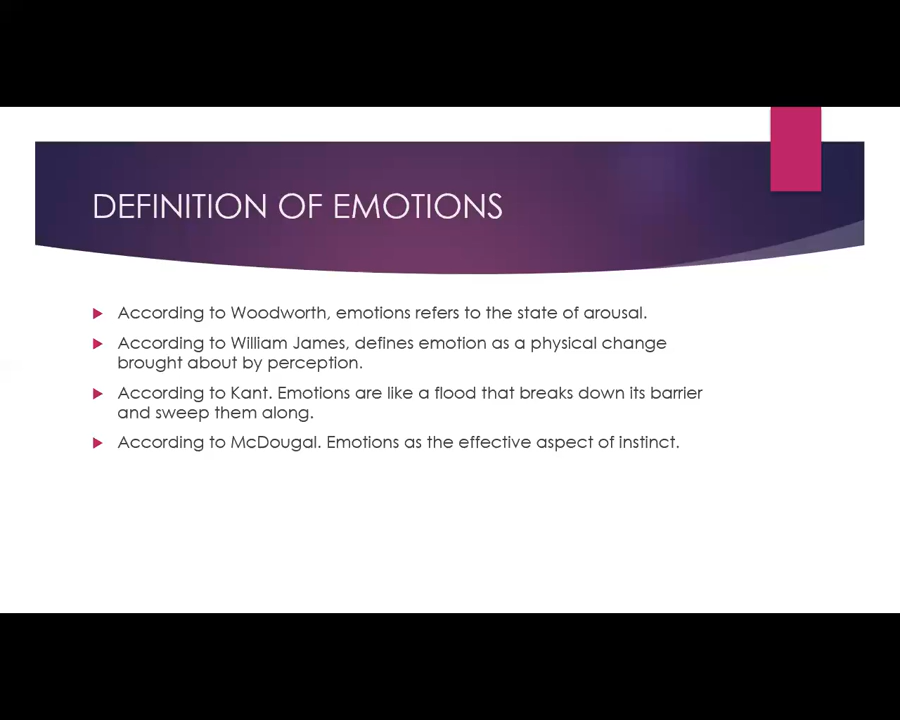 DEFINITION OF EMOTIONS
According to Woodworth, emotions refers to the state of arousal.
According to William James, defines emotion as a physical change
brought about by perception.
According to Kant. Emotions are like a flood that breaks down its barrier
and sweep them along.
According to McDougal. Emotions as the effective aspect of instinct.